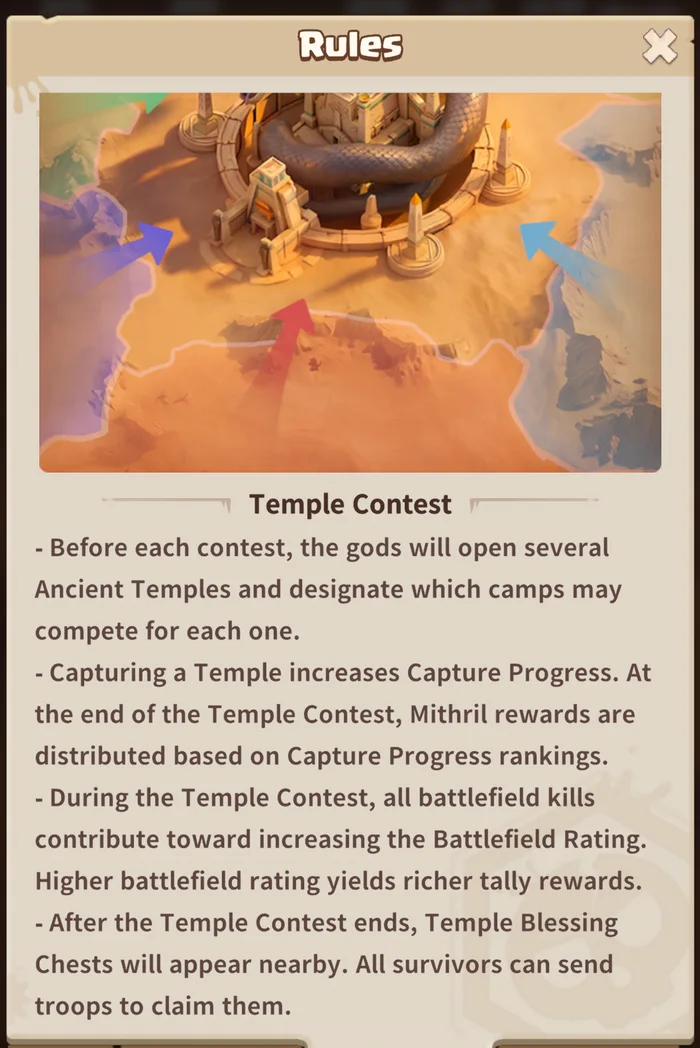 Rules
Temple Contest
- Before each contest, the gods will open several
Ancient Temples and designate which camps may
compete for each one.
- Capturing a Temple increases Capture Progress. At
the end of the Temple Contest, Mithril rewards are
distributed based on Capture Progress rankings.
- During the Temple Contest, all battlefield kills
contribute toward increasing the Battlefield Rating.
Higher battlefield rating yields richer tally rewards.
- After the Temple Contest ends, Temple Blessing
Chests will appear nearby. All survivors can send
troops to claim them.